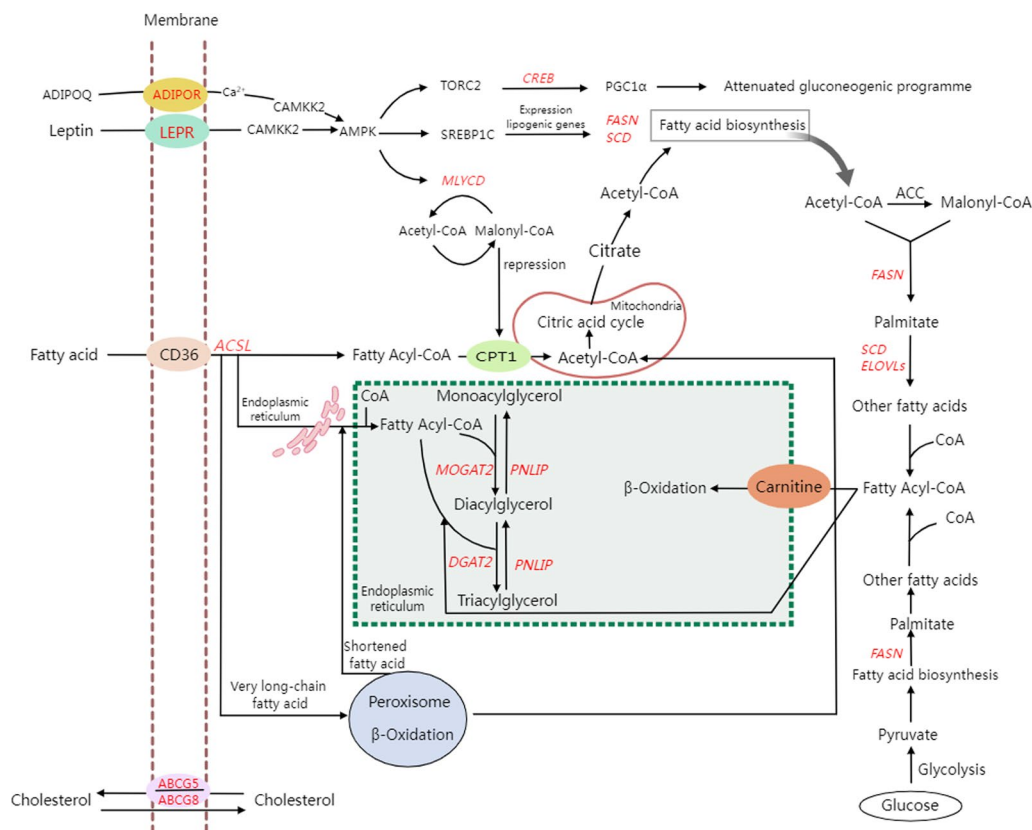 Membrane
ADIPOQ
ADIPOR
Ca²⁺
CAMKK2
Leptin
LEPR
CAMKK2
AMPK
TORC2
CREB
PGC1α
Attenuated gluconeogenic programme
SREBP1C
Expression
lipogenic genes
FASN
SCD
Fatty acid biosynthesis
MLYCD
Acetyl-CoA
Malonyl-CoA
repression
Acetyl-CoA
Citrate
Mitochondria
Citric acid cycle
Acetyl-CoA
Acetyl-CoA
ACC
Malonyl-CoA
FASN
Palmitate
SCD
ELOVLs
Other fatty acids
CoA
Fatty Acyl-CoA
CoA
Other fatty acids
Palmitate
FASN
Fatty acid biosynthesis
Pyruvate
Glycolysis
Glucose
Fatty acid
CD36
ACSL
Fatty Acyl-CoA
CPT1
Endoplasmic
reticulum
CoA
Fatty Acyl-CoA
Monoacylglycerol
MOGAT2
PNLIP
Diacylglycerol
DGAT2
PNLIP
Triacylglycerol
Endoplasmic
reticulum
β-Oxidation
Carnitine
Shortened
fatty acid
Very long-chain
fatty acid
Peroxisome
β-Oxidation
Cholesterol
ABCG5
ABCG8
Cholesterol